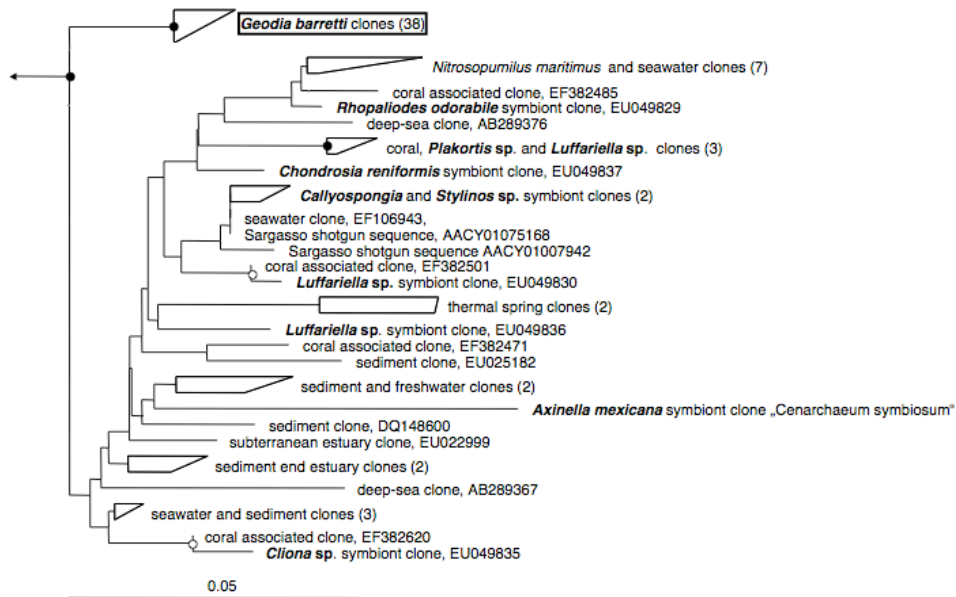 Geodia barretti clones (38)
Nitrosopumilus maritimus and seawater clones (7)
coral associated clone, EF382485
Rhopaliodes odorabile symbiont clone, EU049829
deep-sea clone, AB289376
coral, Plakortis sp. and Luffariella sp. clones (3)
Chondrosia reniformis symbiont clone, EU049837
Callyospongia and Stylinos sp. symbiont clones (2)
seawater clone, EF106943,
Sargasso shotgun sequence, AACY01075168
Sargasso shotgun sequence AACY01007942
coral associated clone, EF382501
Luffariella sp. symbiont clone, EU049830
thermal spring clones (2)
Luffariella sp. symbiont clone, EU049836
coral associated clone, EF382471
sediment clone, EU025182
sediment and freshwater clones (2)
Axinella mexicana symbiont clone „Cenarchaeum symbiosum“
sediment clone, DQ148600
subterranean estuary clone, EU022999
sediment end estuary clones (2)
deep-sea clone, AB289367
seawater and sediment clones (3)
coral associated clone, EF382620
Cliona sp. symbiont clone, EU049835
0.05